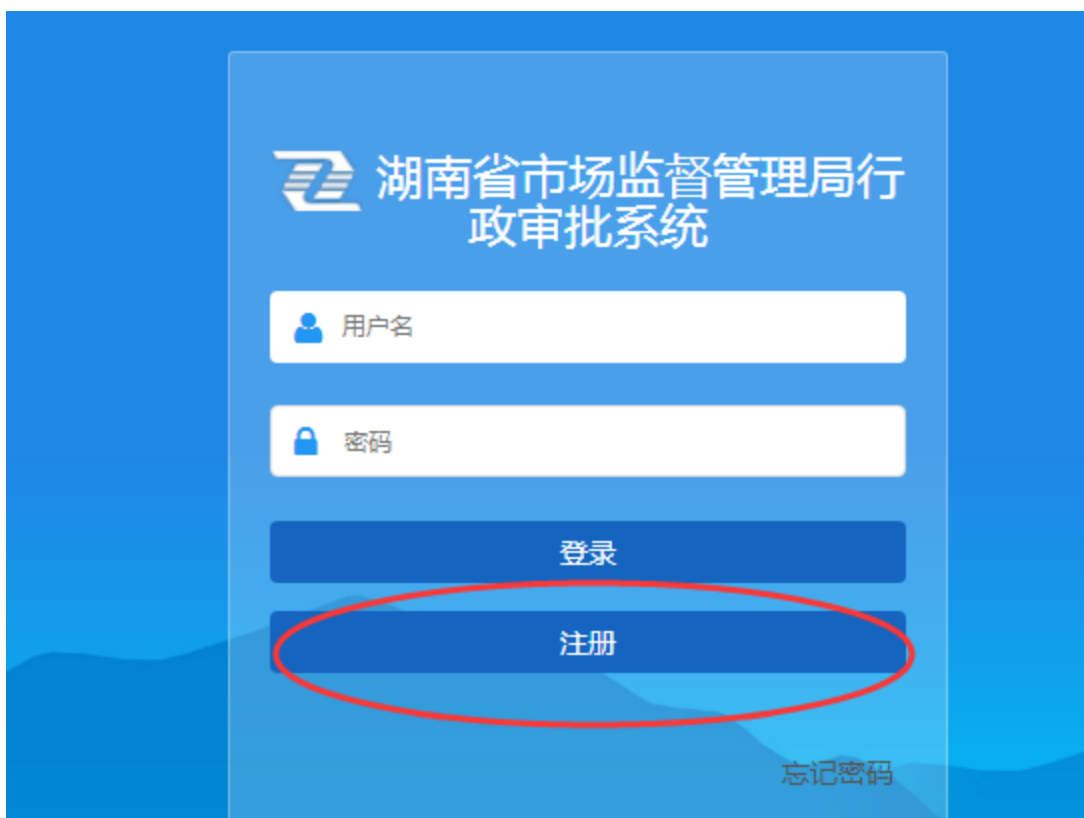 湖南省市场监督管理局行
政审批系统
用户名
密码
登录
注册
忘记密码